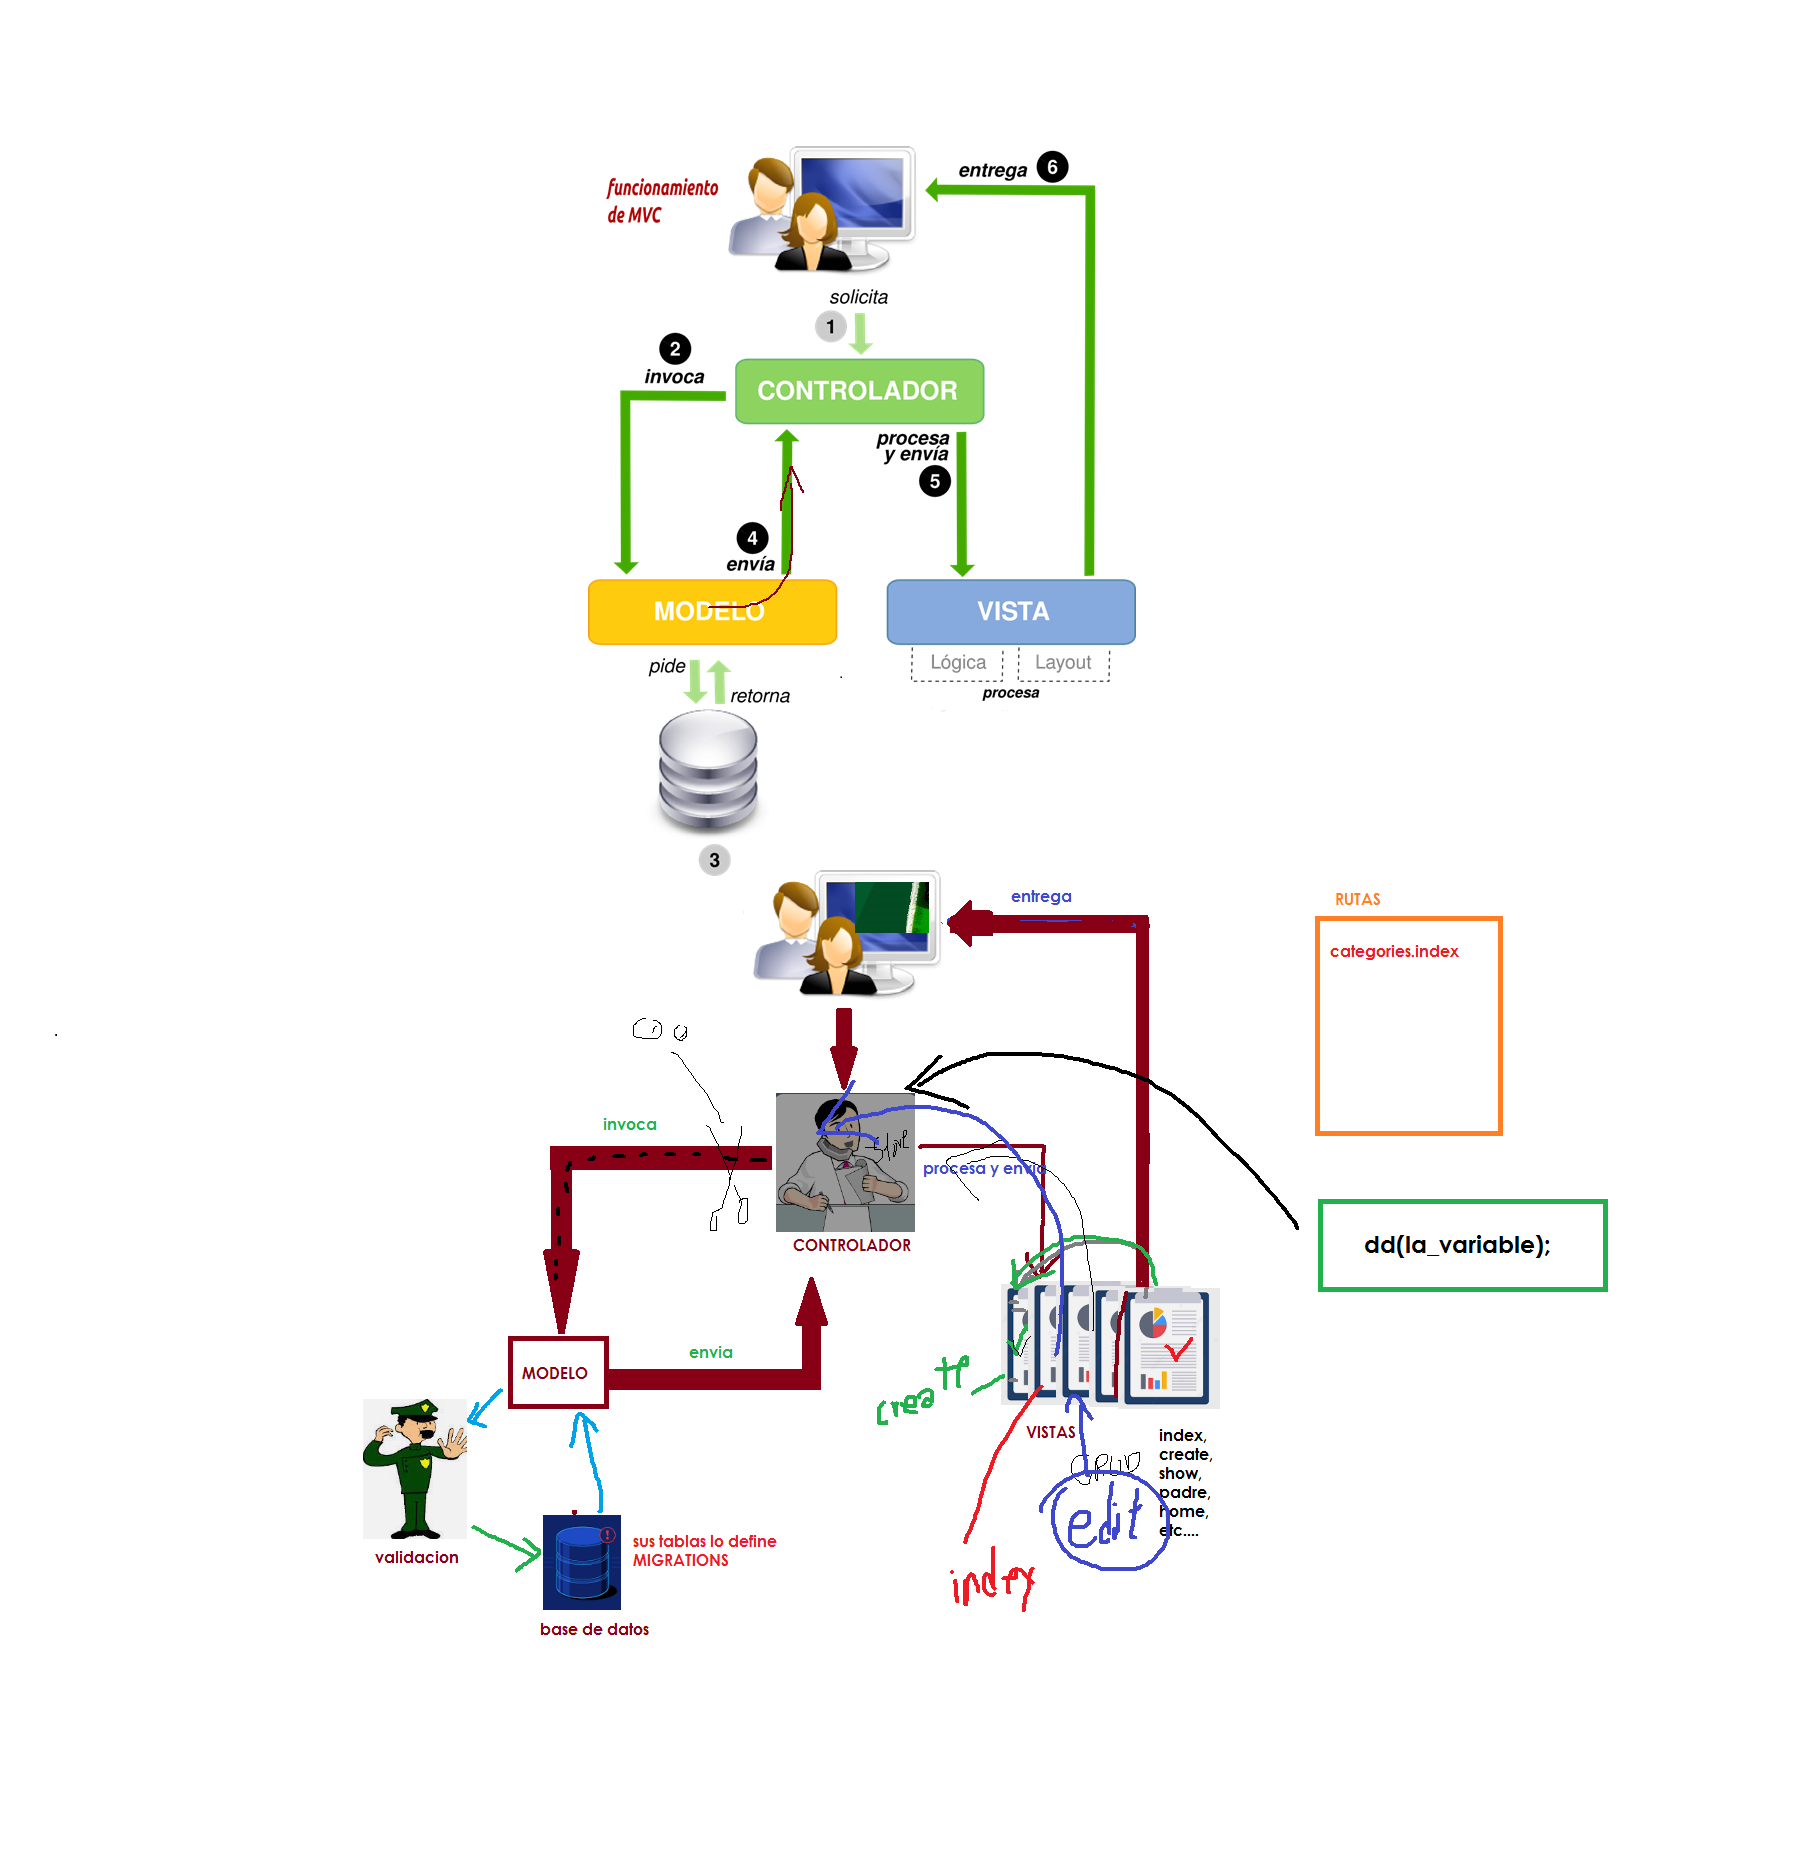 funcionamiento
de MVC
entrega 6
solicita
1
2
invoca
CONTROLADOR
procesa
y envía
5
4
envía
MODELO
VISTA
Lógica
Layout
procesa
pide
retorna
3
entrega
RUTAS
categories.index
invoca
procesa y envia
CONTROLADOR
dd(la_variable);
envia
MODELO
create
VISTAS
index,
create,
show,
padre,
home,
etc....
CRUD
edit
index
validacion
sus tablas lo define
MIGRATIONS
base de datos